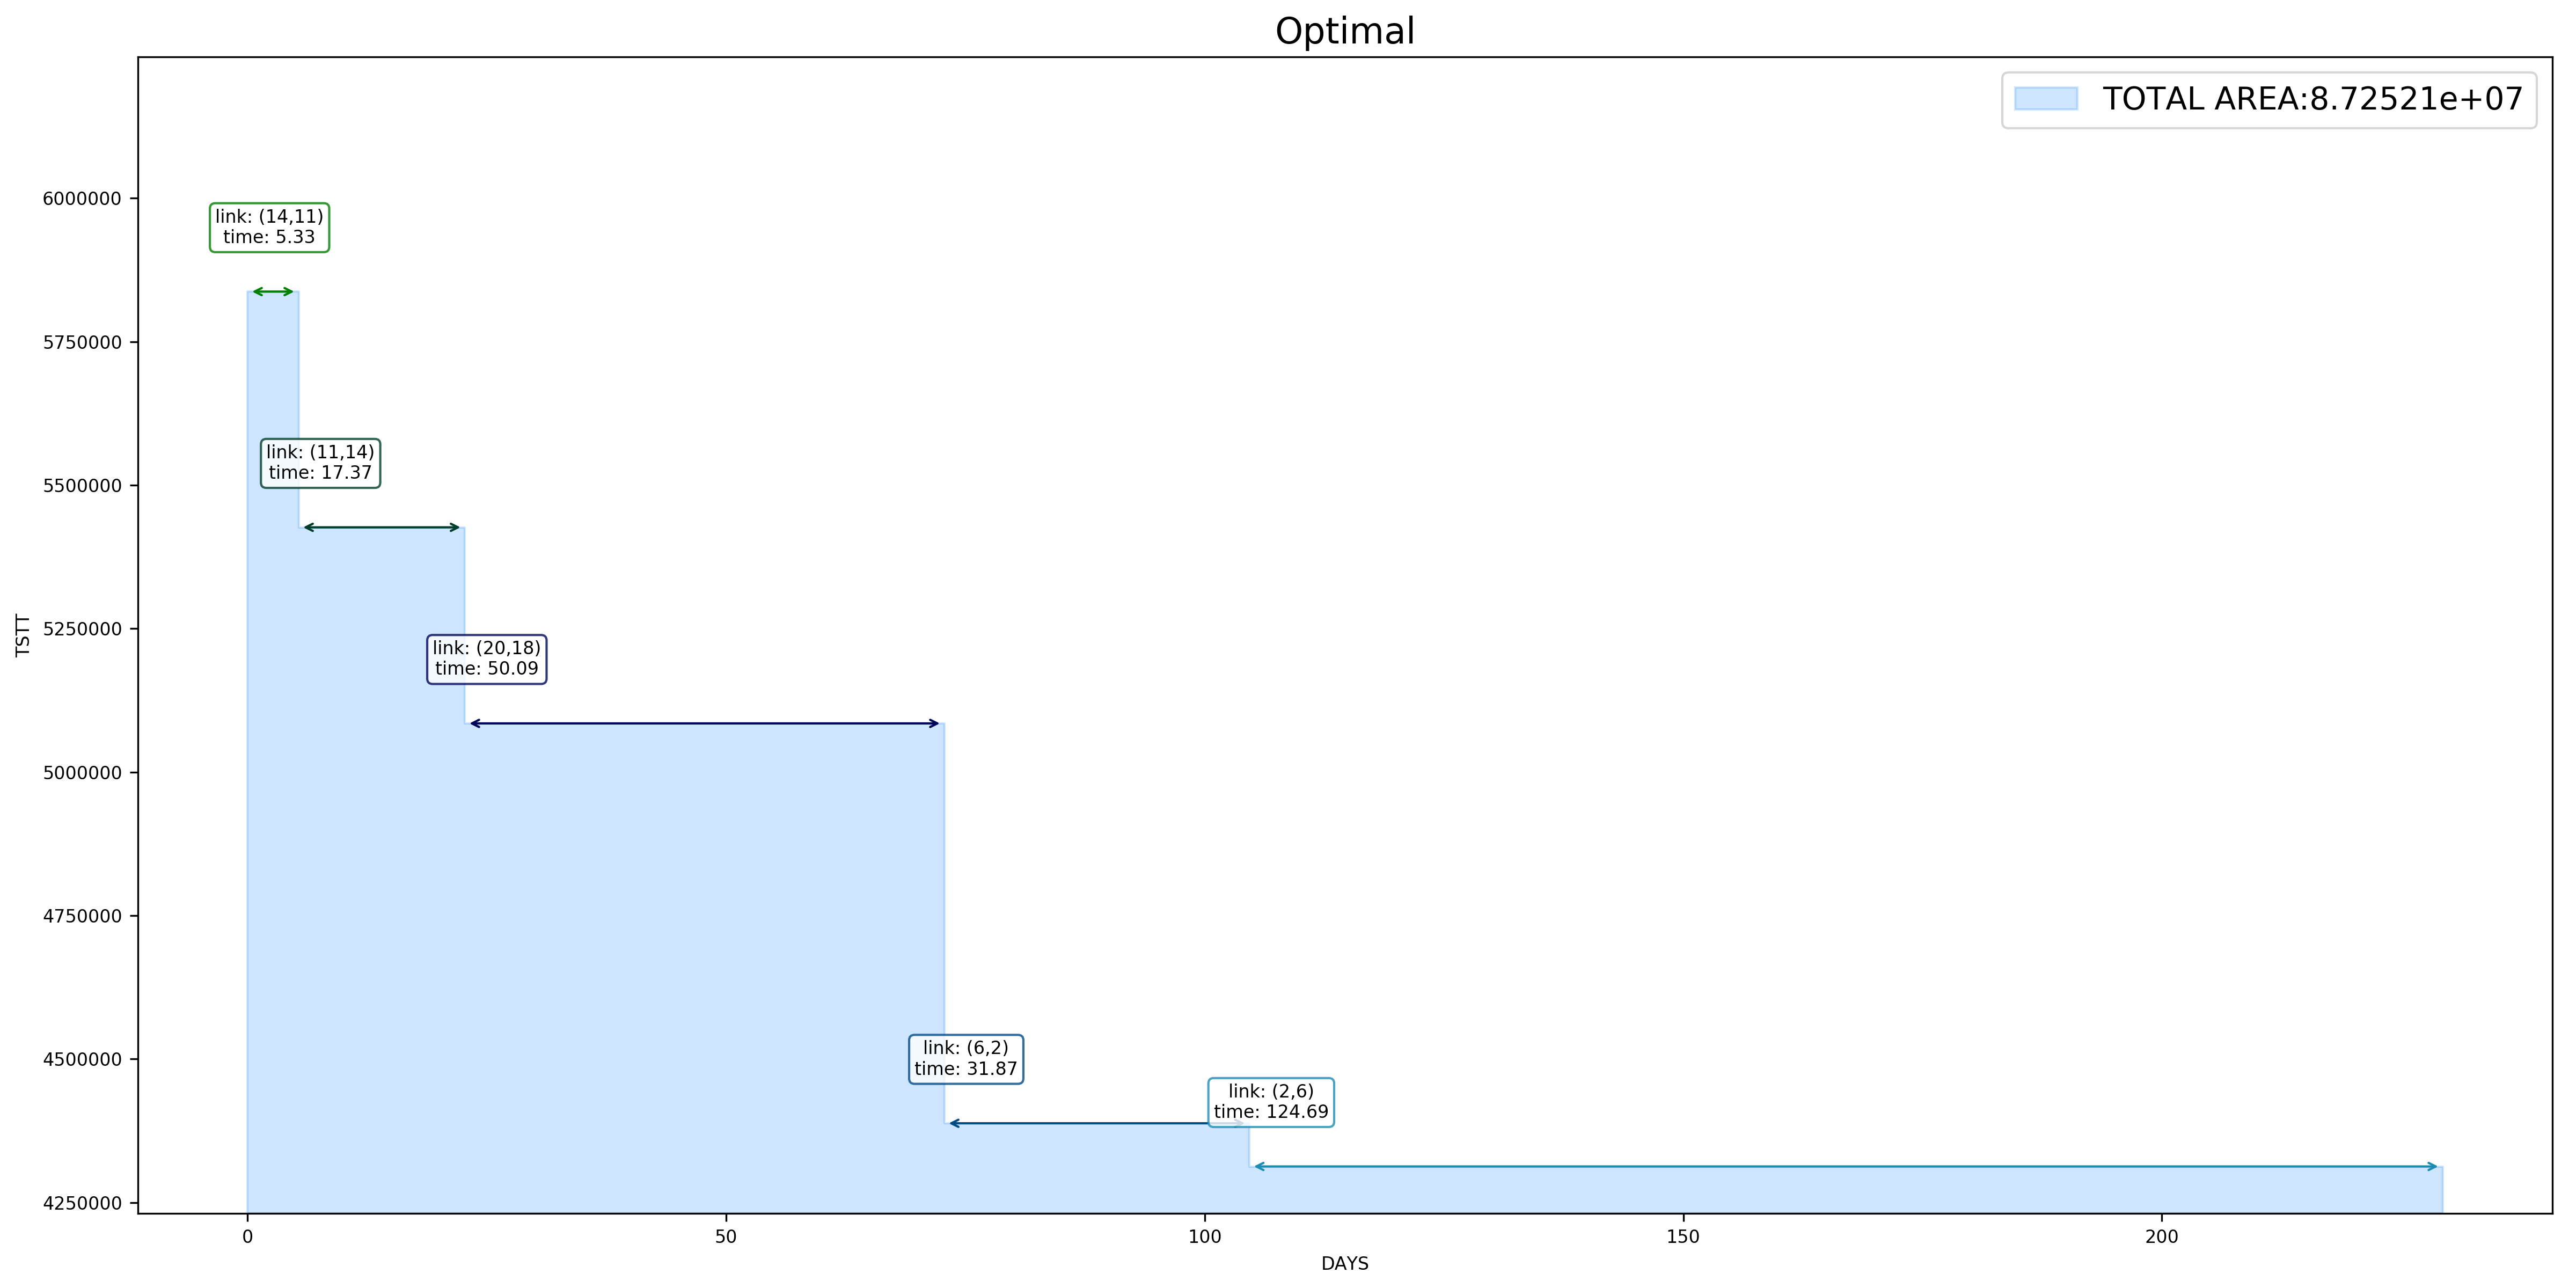 Optimal
TOTAL AREA:8.72521e+07
6000000
link: (14,11)
time: 5.33
5750000
link: (11,14)
time: 17.37
5500000
5250000
link: (20,18)
time: 50.09
TSTT
5000000
4750000
4500000
link: (6,2)
time: 31.87
link: (2,6)
time: 124.69
4250000
0 50 100 150 200
DAYS